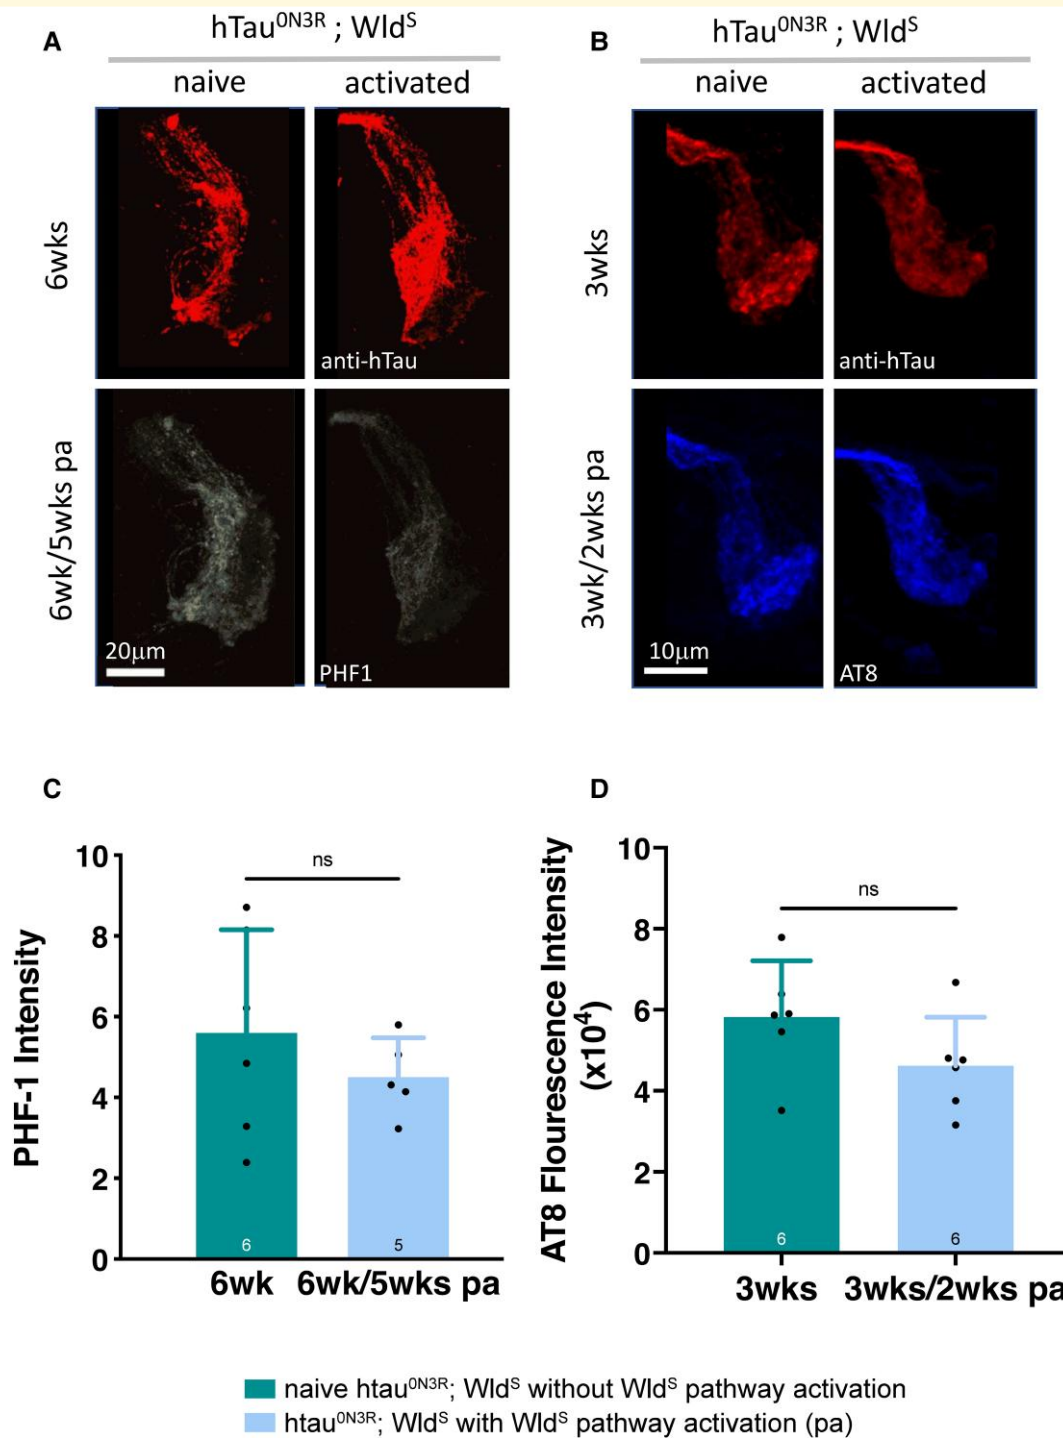 A
hTau0N3R ; WldS
naive activated
6wks
anti-hTau
6wk/5wks pa
20μm
PHF1
B
hTau0N3R ; WldS
naive activated
3wks
anti-hTau
3wk/2wks pa
10μm
AT8
C
PHF-1 Intensity
10
8
6
4
2
0
ns
6 5
6wk 6wk/5wks pa
D
AT8 Flourescence Intensity
(x10⁴)
10
8
6
4
2
0
ns
6 6
3wks 3wks/2wks pa
naive htau0N3R; WldS without WldS pathway activation
htau0N3R; WldS with WldS pathway activation (pa)